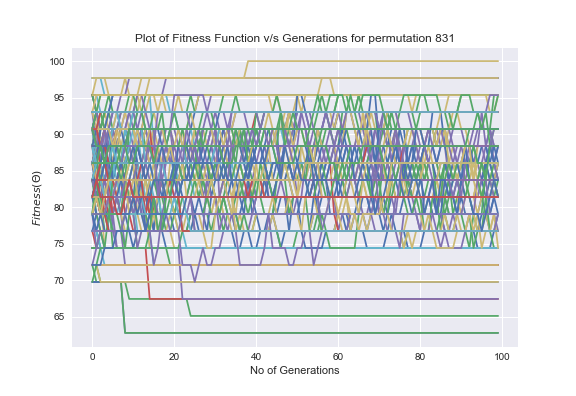 Plot of Fitness Function v/s Generations for permutation 831
Fitness(Θ)
100
95
90
85
80
75
70
65
0 20 40 60 80 100
No of Generations